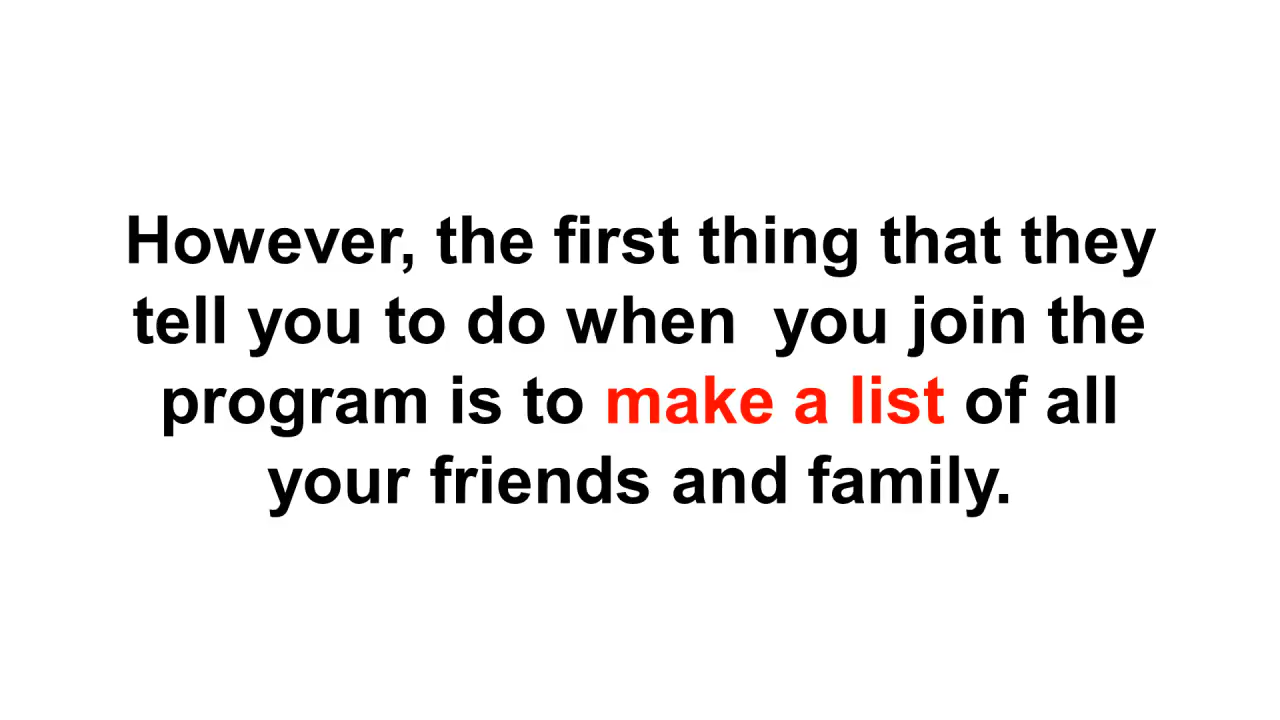 However, the first thing that they
tell you to do when  you join the
program is to make a list of all
your friends and family.